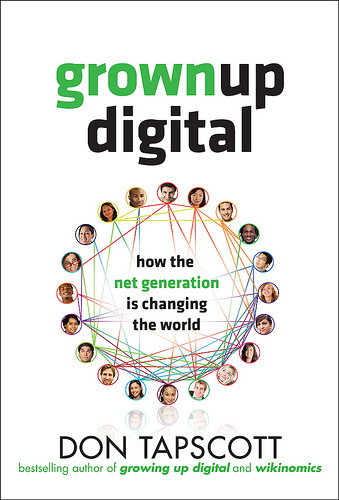 grownup
digital
how the
net generation
is changing
the world
DON TAPSCOTT
bestselling author of growing up digital and wikinomics